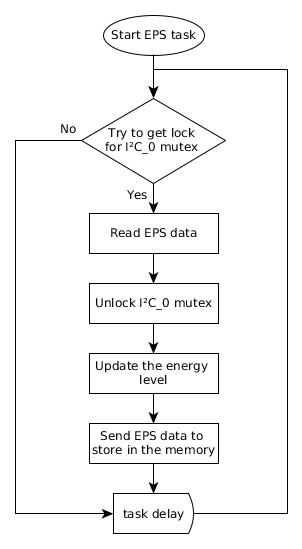 Start EPS task
No
Try to get lock
for I²C_0 mutex
Yes
Read EPS data
Unlock I²C_0 mutex
Update the energy
level
Send EPS data to
store in the memory
task delay